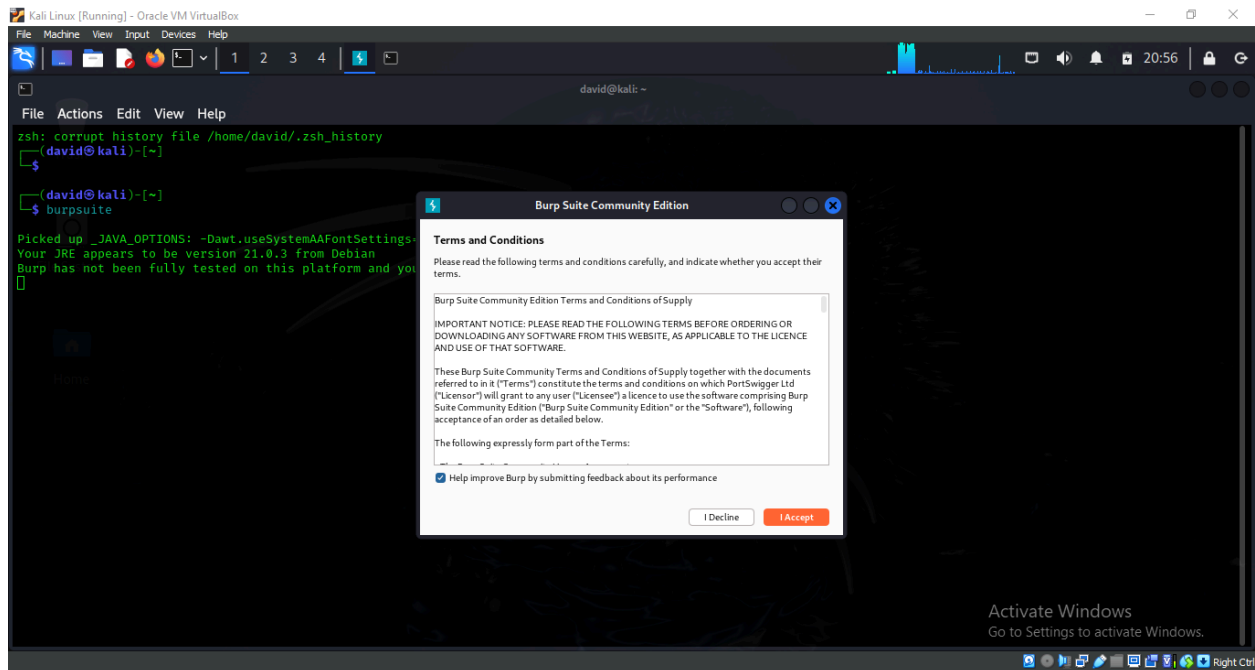 Kali Linux [Running] - Oracle VM VirtualBox
File Machine View Input Devices Help
1 2 3 4
20:56
david@kali: ~
File Actions Edit View Help
zsh: corrupt history file /home/david/.zsh_history
(david㉿kali)-[~]
$
(david㉿kali)-[~]
$ burpsuite
Picked up _JAVA_OPTIONS: -Dawt.useSystemAAFontSettings=
Your JRE appears to be version 21.0.3 from Debian
Burp has not been fully tested on this platform and you
Home
Burp Suite Community Edition
Terms and Conditions
Please read the following terms and conditions carefully, and indicate whether you accept their
terms.
Burp Suite Community Edition Terms and Conditions of Supply
IMPORTANT NOTICE: PLEASE READ THE FOLLOWING TERMS BEFORE ORDERING OR
DOWNLOADING ANY SOFTWARE FROM THIS WEBSITE, AS APPLICABLE TO THE LICENCE
AND USE OF THAT SOFTWARE.
These Burp Suite Community Terms and Conditions of Supply together with the documents
referred to in it ("Terms") constitute the terms and conditions on which PortSwigger Ltd
("Licensor") will grant to any user ("Licensee") a licence to use the software comprising Burp
Suite Community Edition ("Burp Suite Community Edition" or the "Software"), following
acceptance of an order as detailed below.
The following expressly form part of the Terms:
Help improve Burp by submitting feedback about its performance
I Decline
I Accept
Activate Windows
Go to Settings to activate Windows.
Right Ctrl